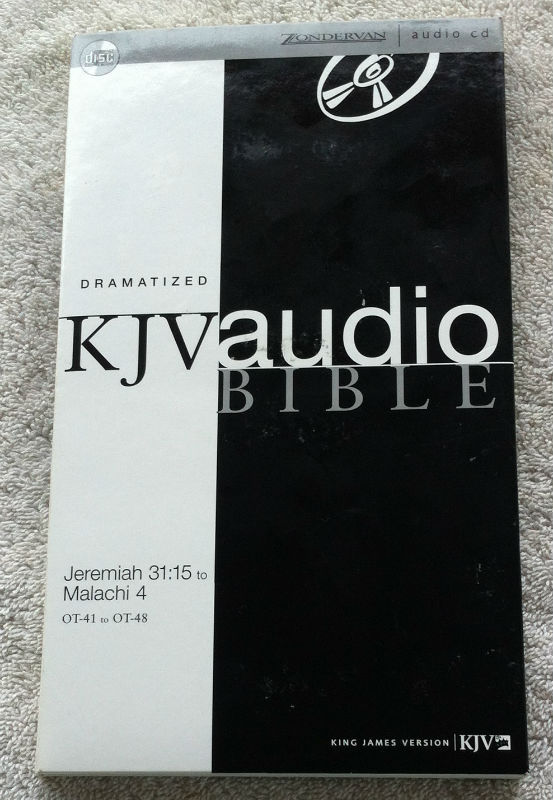 disc
ZONDERVAN | audio cd
DRAMATIZED
KJVaudio
BIBLE
Jeremiah 31:15 to
Malachi 4
OT-41 to OT-48
KING JAMES VERSION | KJV